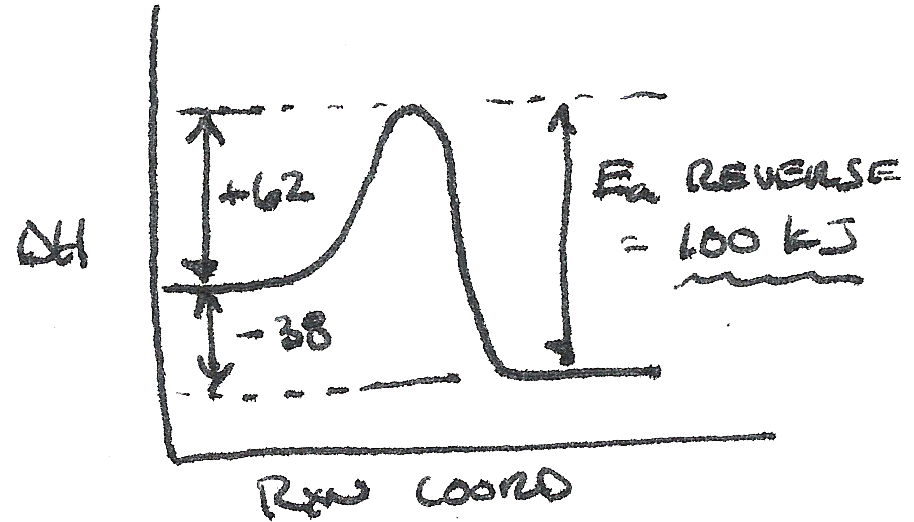 +62
Ea REVERSE
= 100 KJ
ΔH
-38
RXN COORD